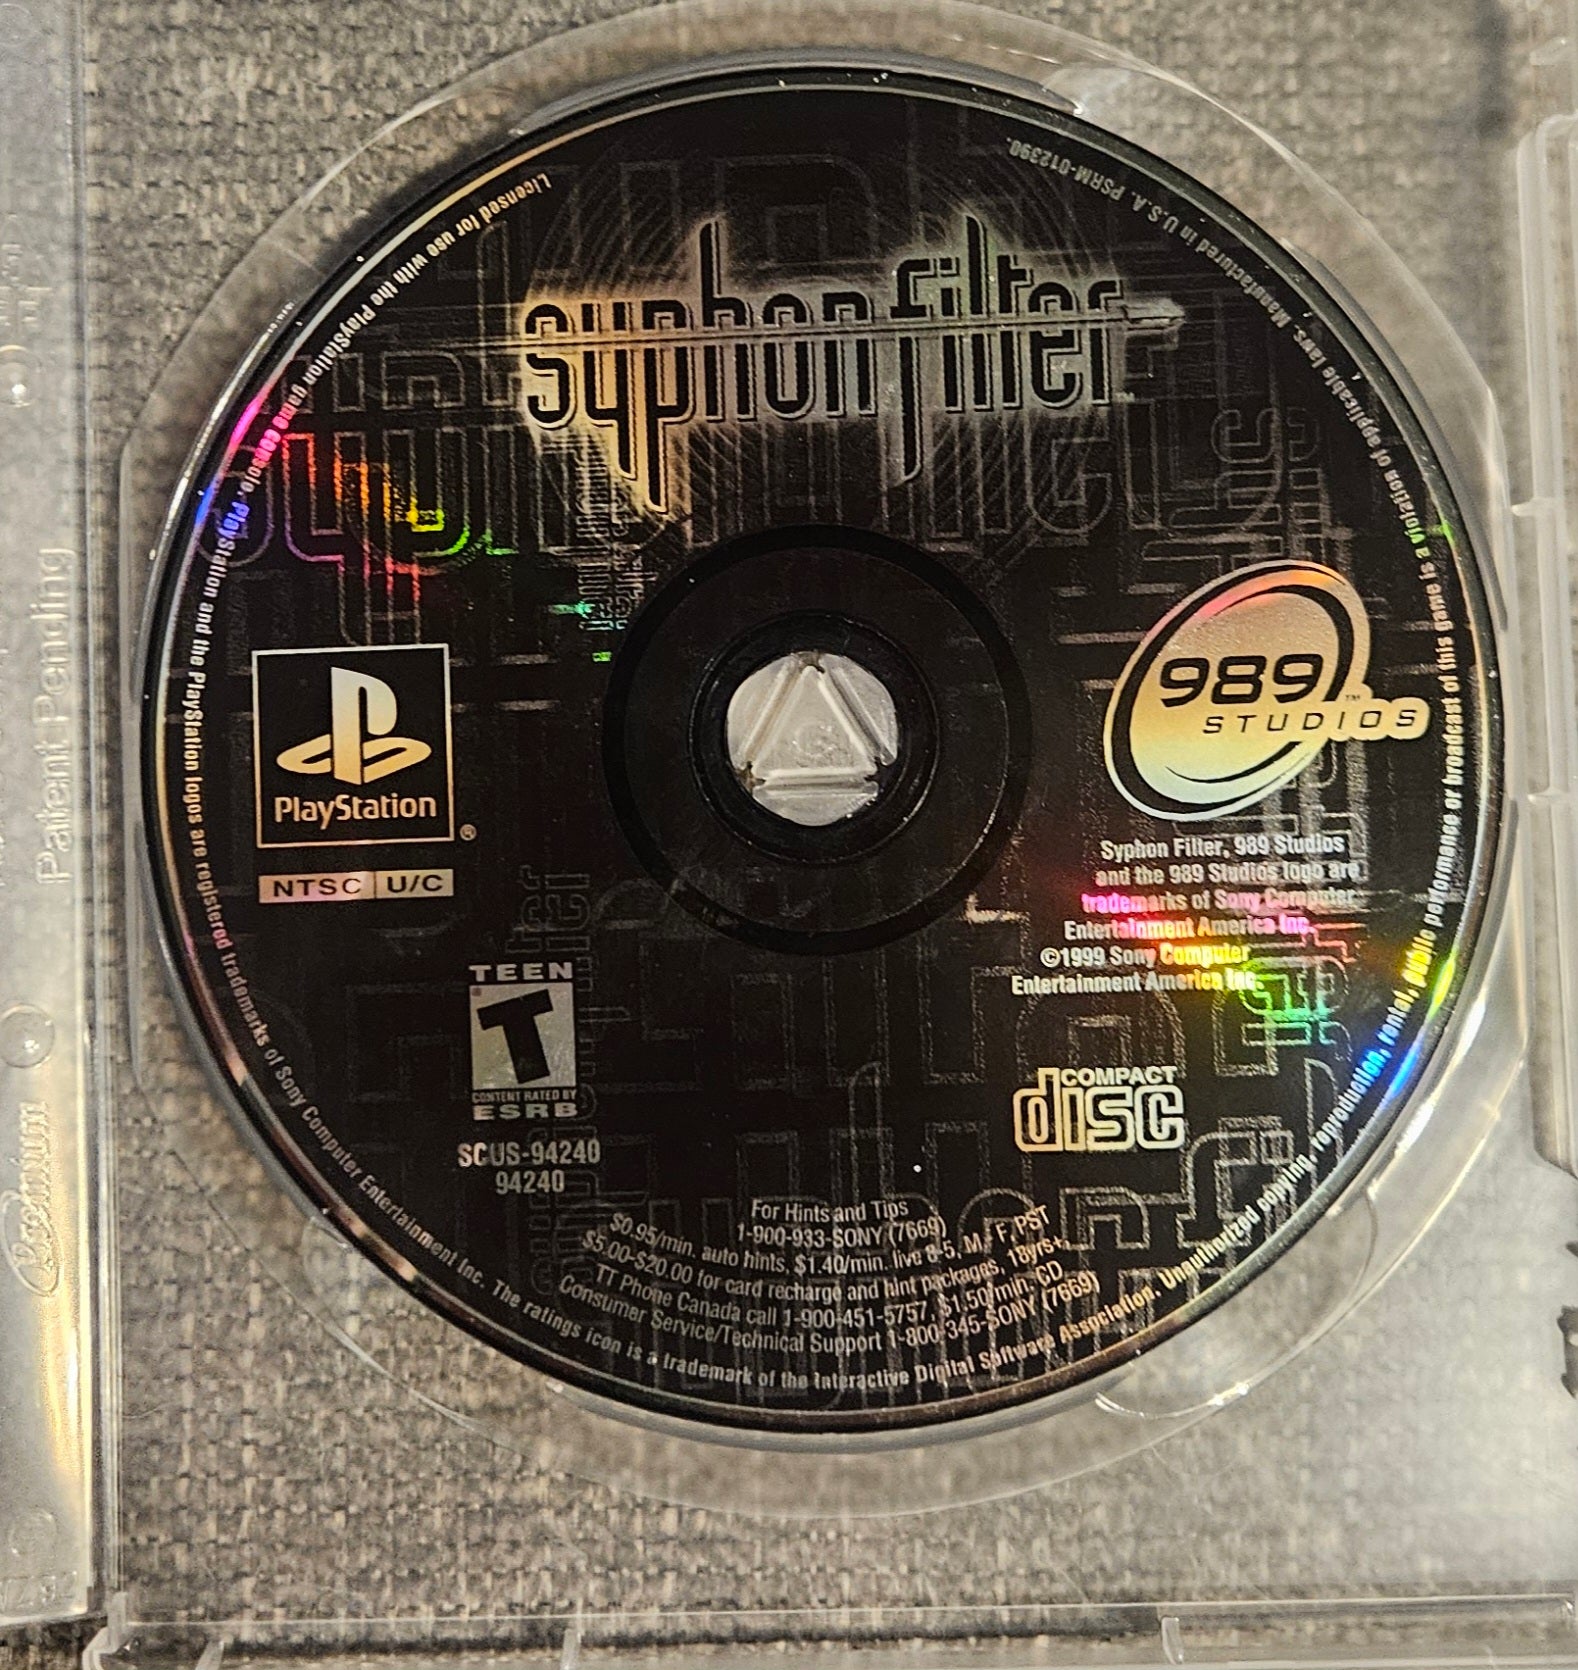 syphon filter
Licensed for use with the PlayStation game console. PlayStation and the PlayStation logos are registered trademarks of Sony Computer Entertainment Inc. The ratings icon is a trademark of the Interactive Digital Software Association. Unauthorized copying, reproduction, rental, public performance or broadcast of this game is a violation of applicable laws. Manufactured in U.S.A. PSRM-012390.
PlayStation
®
NTSC U/C
989
™
STUDIOS
Syphon Filter, 989 Studios
and the 989 Studios logo are
trademarks of Sony Computer
Entertainment America Inc.
©1999 Sony Computer
Entertainment America Inc.
TEEN
T
CONTENT RATED BY
ESRB
SCUS-94240
94240
COMPACT
disc
For Hints and Tips
1-900-933-SONY (7669)
$0.95/min. auto hints, $1.40/min. live 8-5, M - F, PST
$5.00-$20.00 for card recharge and hint packages, 18yrs+
TT Phone Canada call 1-900-451-5757, $1.50/min. CD
Consumer Service/Technical Support 1-800-345-SONY (7669)
Patent Pending
Premium